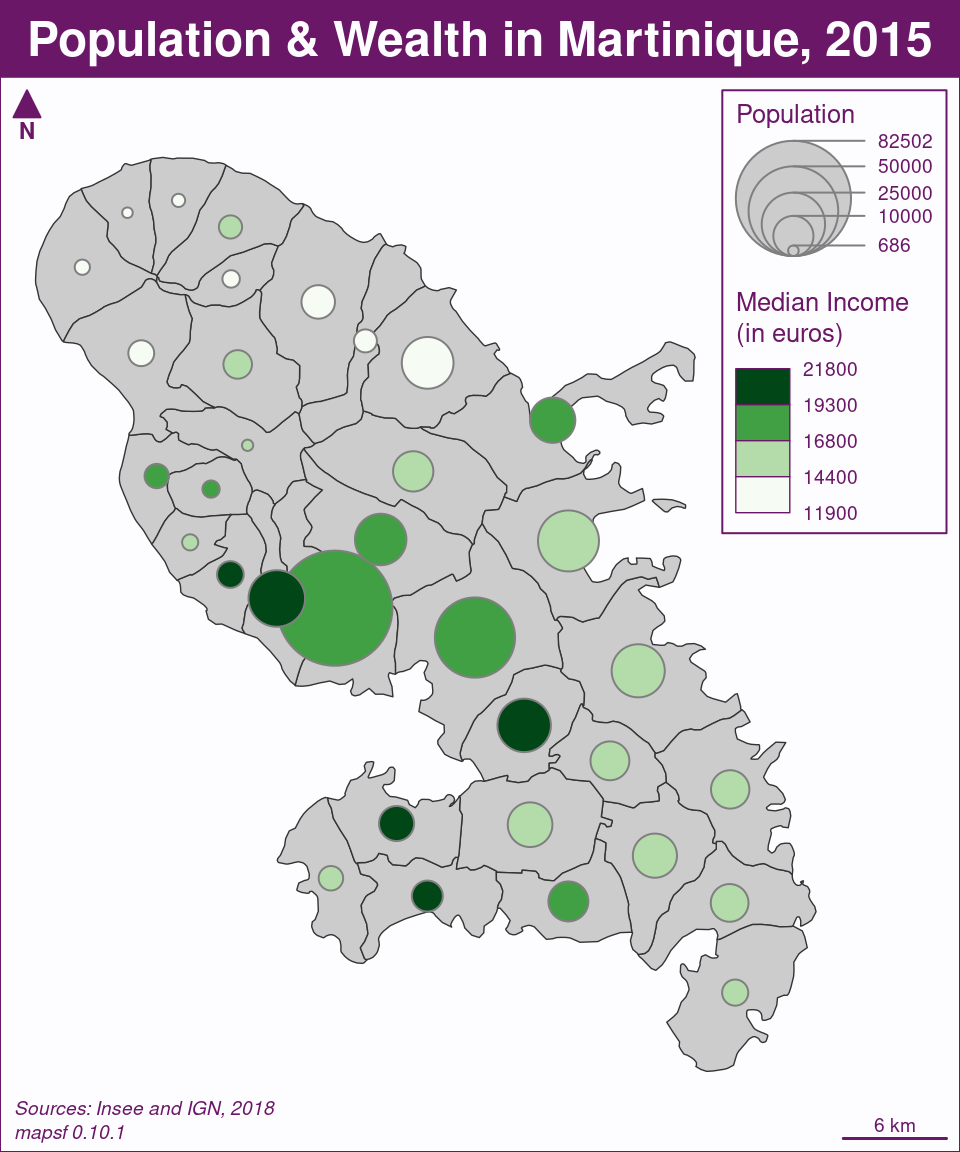 Population & Wealth in Martinique, 2015
N
Population
82502
50000
25000
10000
686
Median Income
(in euros)
21800
19300
16800
14400
11900
Sources: Insee and IGN, 2018
mapsf 0.10.1
6 km